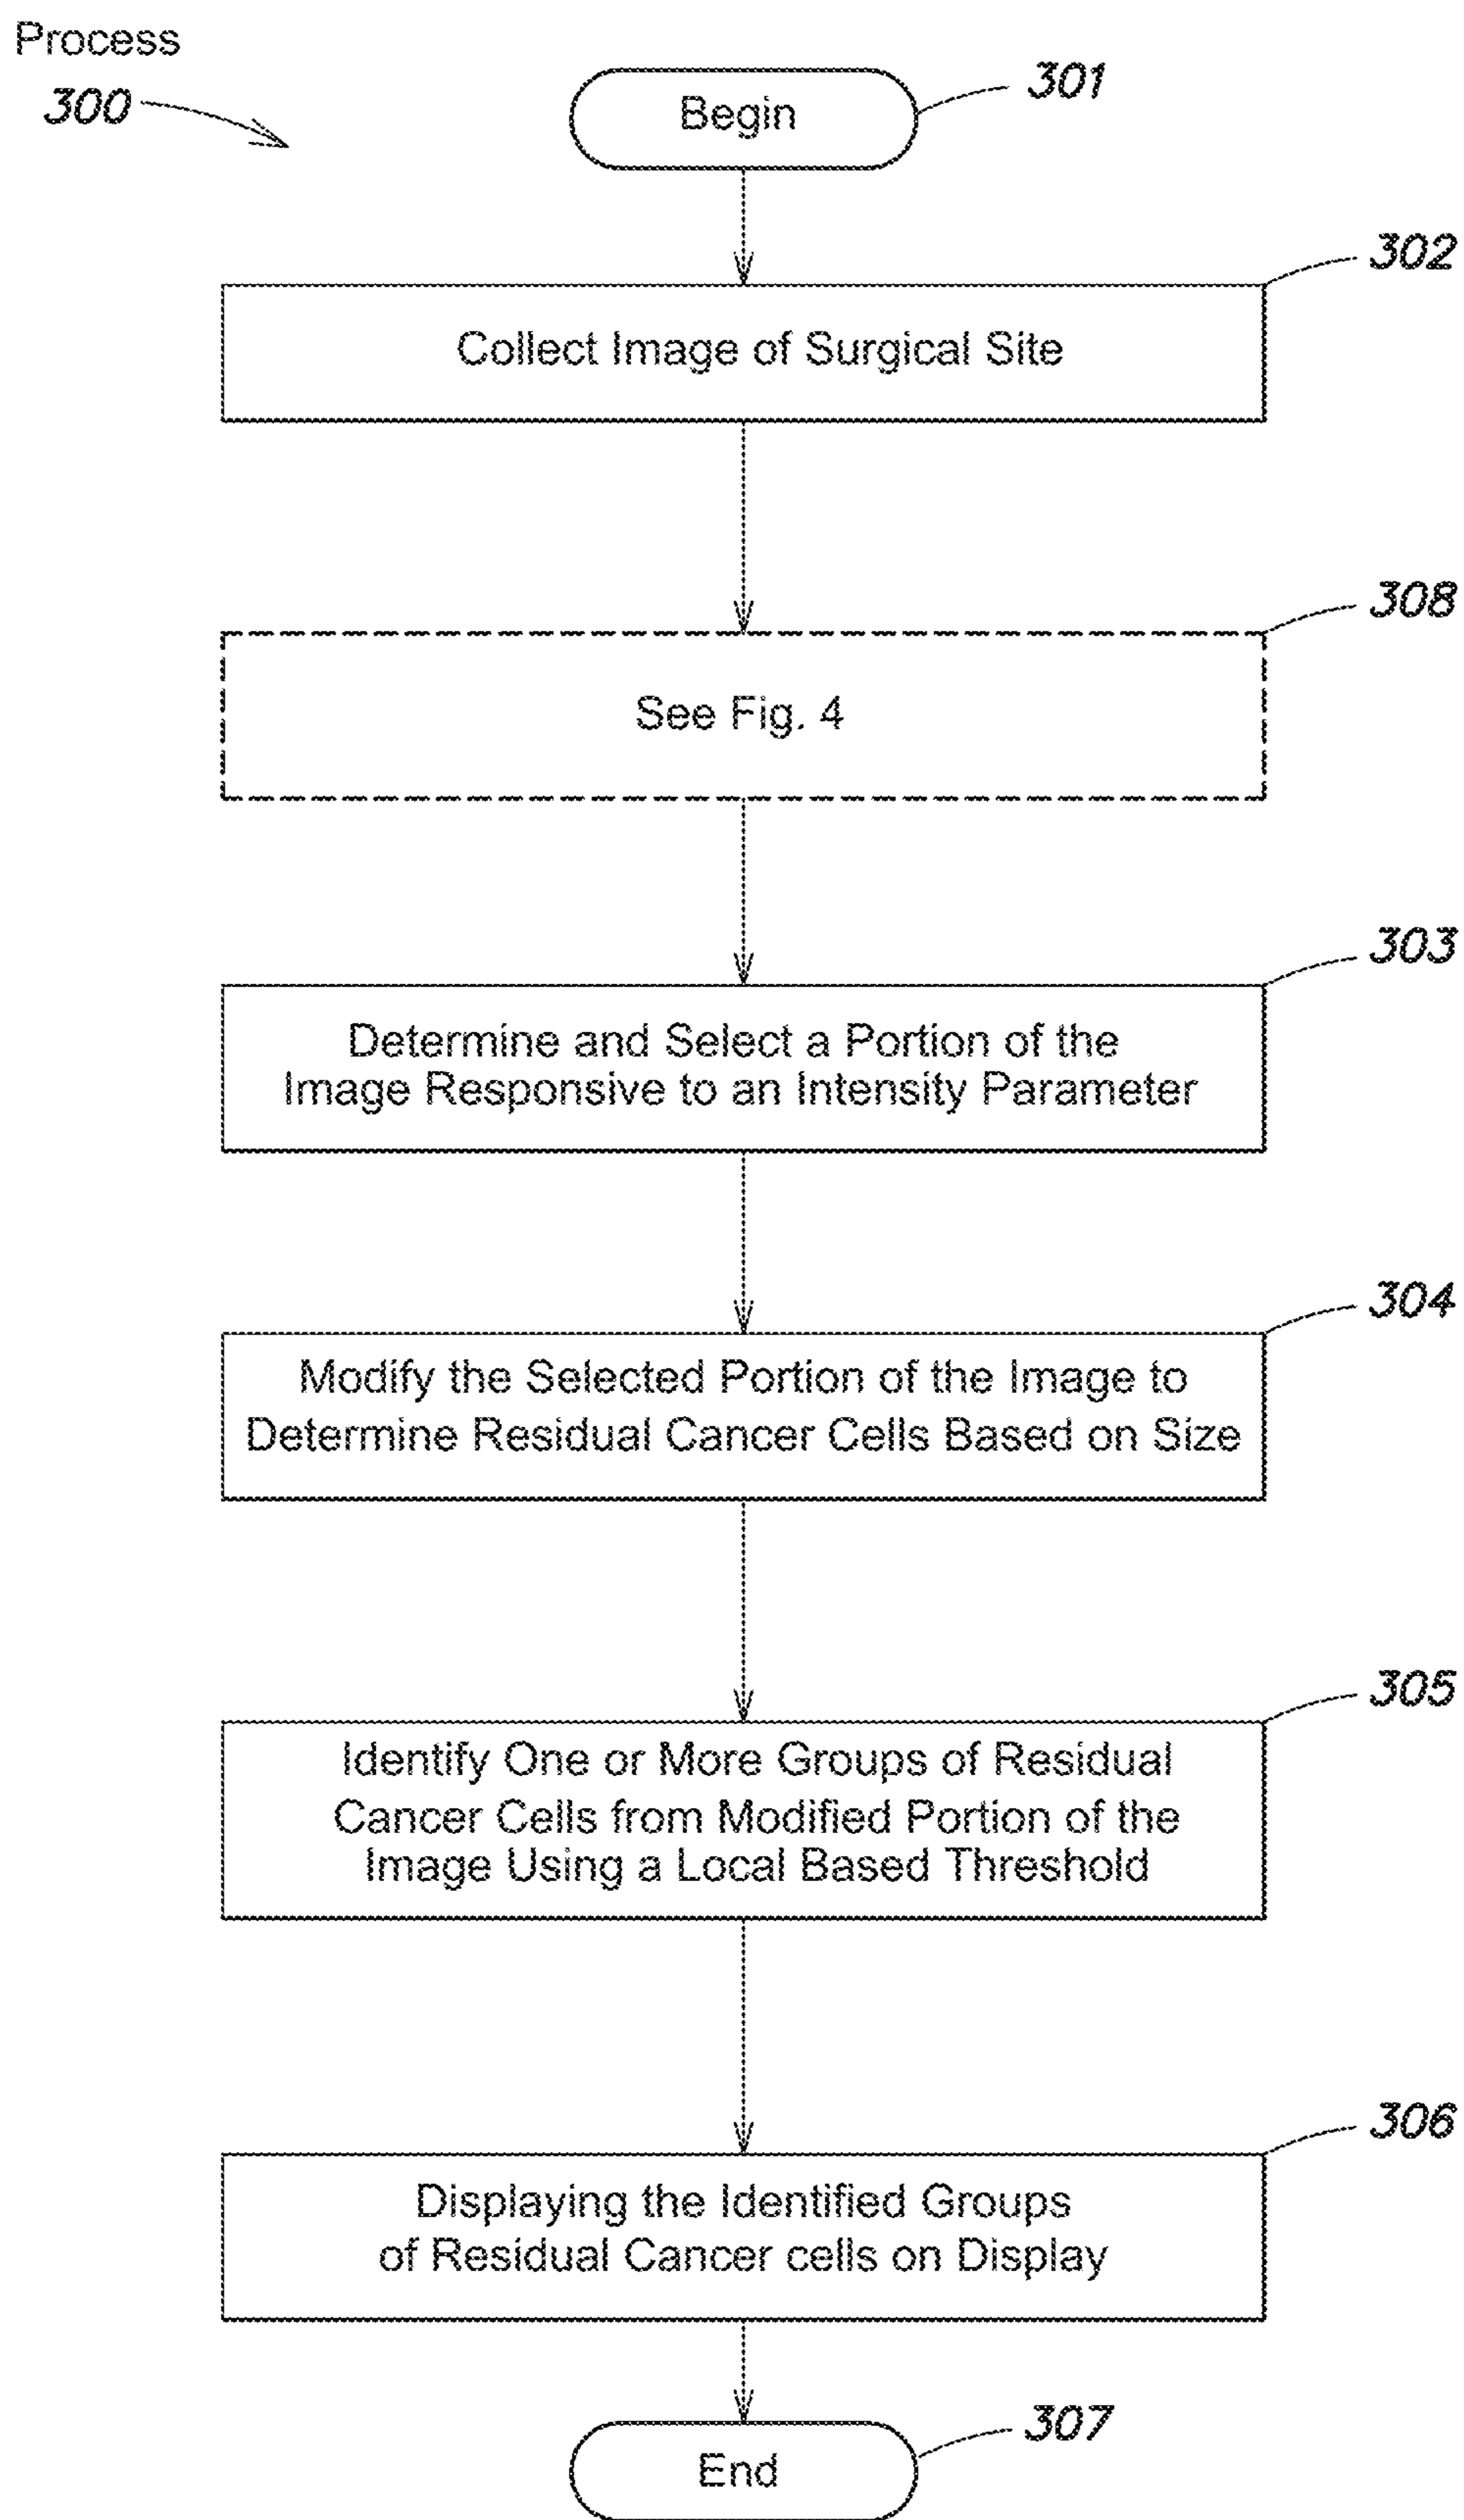 Process
300
Begin
301
302
Collect Image of Surgical Site
308
See Fig. 4
303
Determine and Select a Portion of the
Image Responsive to an Intensity Parameter
304
Modify the Selected Portion of the Image to
Determine Residual Cancer Cells Based on Size
305
Identify One or More Groups of Residual
Cancer Cells from Modified Portion of the
Image Using a Local Based Threshold
306
Displaying the Identified Groups
of Residual Cancer cells on Display
307
End